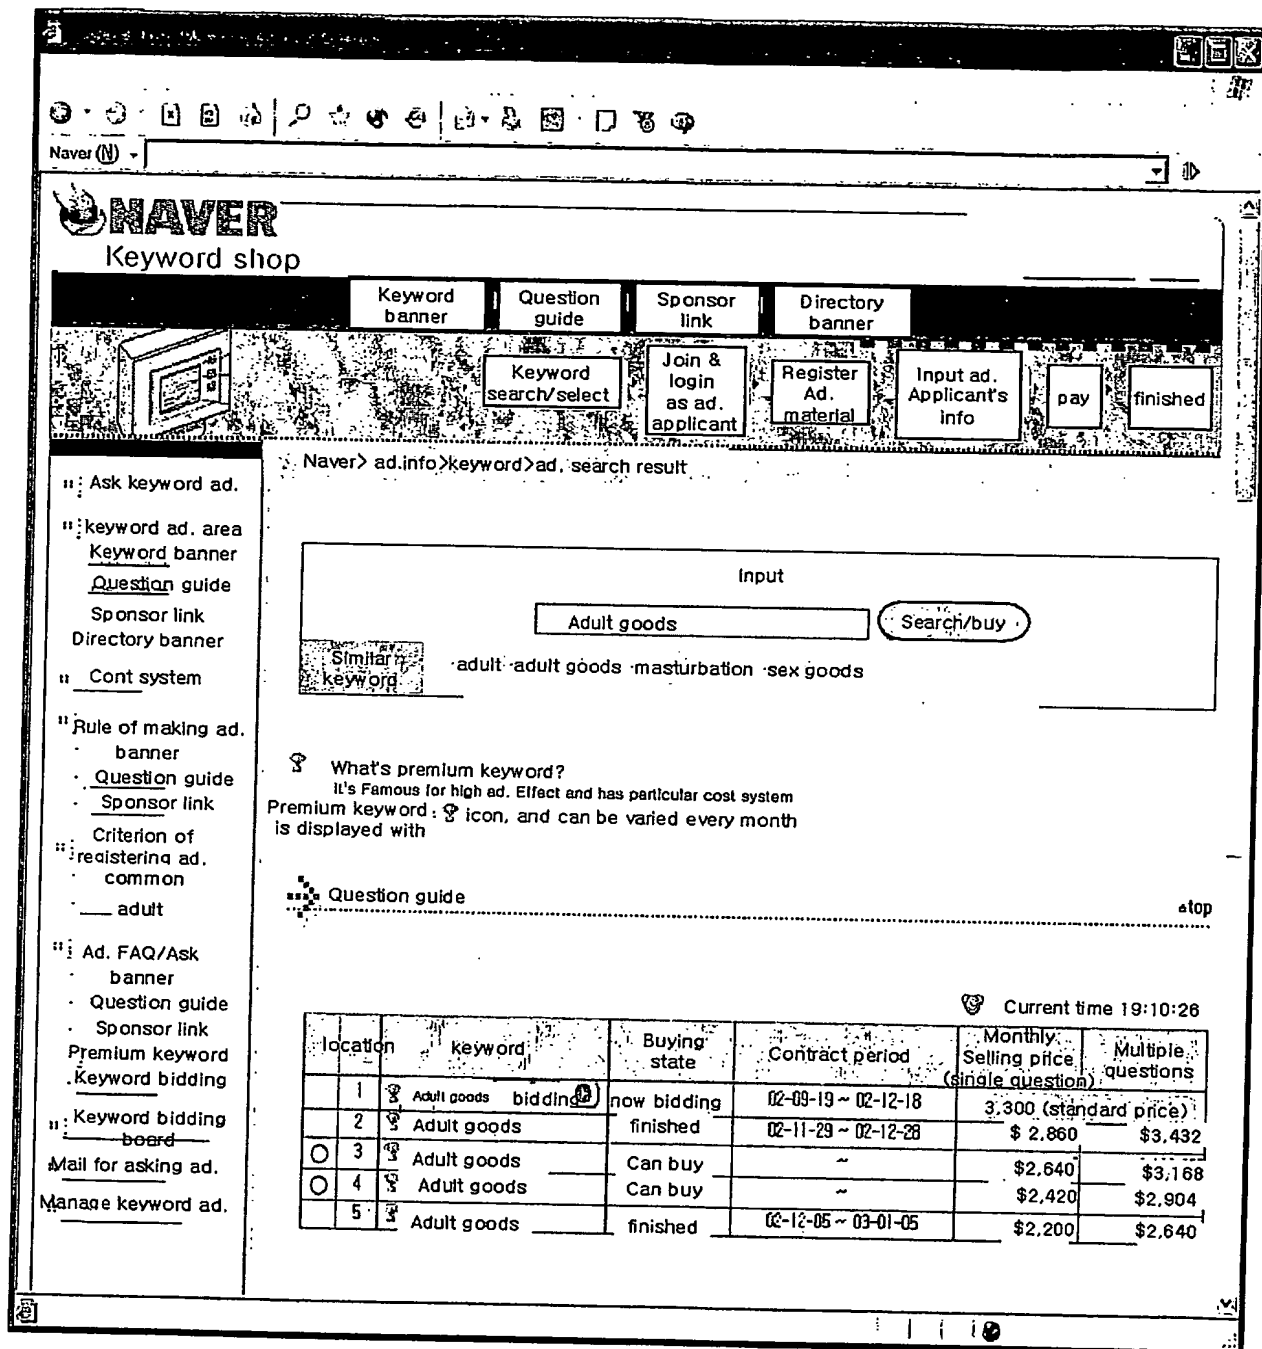 Naver(N)
NAVER
Keyword shop
Keyword banner
Question guide
Sponsor link
Directory banner
Keyword search/select
Join & login as ad. applicant
Register Ad. material
Input ad. Applicant's info
pay
finished
Naver> ad.info>keyword>ad. search result
Ask keyword ad.
keyword ad. area
Keyword banner
Question guide
Sponsor link
Directory banner
Cont system
Rule of making ad.
banner
Question guide
Sponsor link
Criterion of
registering ad.
common
adult
Ad. FAQ/Ask
banner
Question guide
Sponsor link
Premium keyword
Keyword bidding
Keyword bidding
board
Mail for asking ad.
Manage keyword ad.
Input
Adult goods
Search/buy
Similar keyword
·adult ·adult goods ·masturbation ·sex goods
What's premium keyword?
It's Famous for high ad. Effect and has particular cost system
Premium keyword : icon, and can be varied every month
is displayed with
Question guide
top
Current time 19:10:26
location keyword Buying state Contract period Monthly Selling price (single question) Multiple questions
1 Adult goods bidding now bidding 02-09-19 ~ 02-12-18 3,300 (standard price)
2 Adult goods finished 02-11-29 ~ 02-12-28 $ 2,860 $3,432
3 Adult goods Can buy ~ $2,640 $3,168
4 Adult goods Can buy ~ $2,420 $2,904
5 Adult goods finished 02-12-05 ~ 03-01-05 $2,200 $2,640